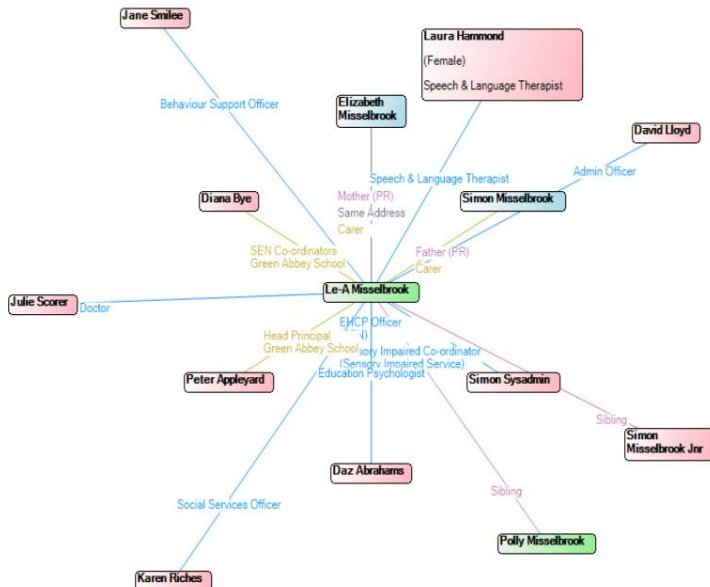 Jane Smilee
Laura Hammond
(Female)
Speech & Language Therapist
Elizabeth
Misselbrook
Behaviour Support Officer
David Lloyd
Admin Officer
Speech & Language Therapist
Diana Bye
Mother (PR)
Same Address
Carer
Simon Misselbrook
SEN Co-ordinators
Green Abbey School
Father (PR)
Carer
Le-A Misselbrook
Julie Scorer
Doctor
EHCP Officer
Head Principal
Green Abbey School
Co-ordinator
(Sensory Impaired Service)
Education Psychologist
Peter Appleyard
Simon Sysadmin
Sibling
Simon
Misselbrook Jnr
Daz Abrahams
Sibling
Social Services Officer
Polly Misselbrook
Karen Riches